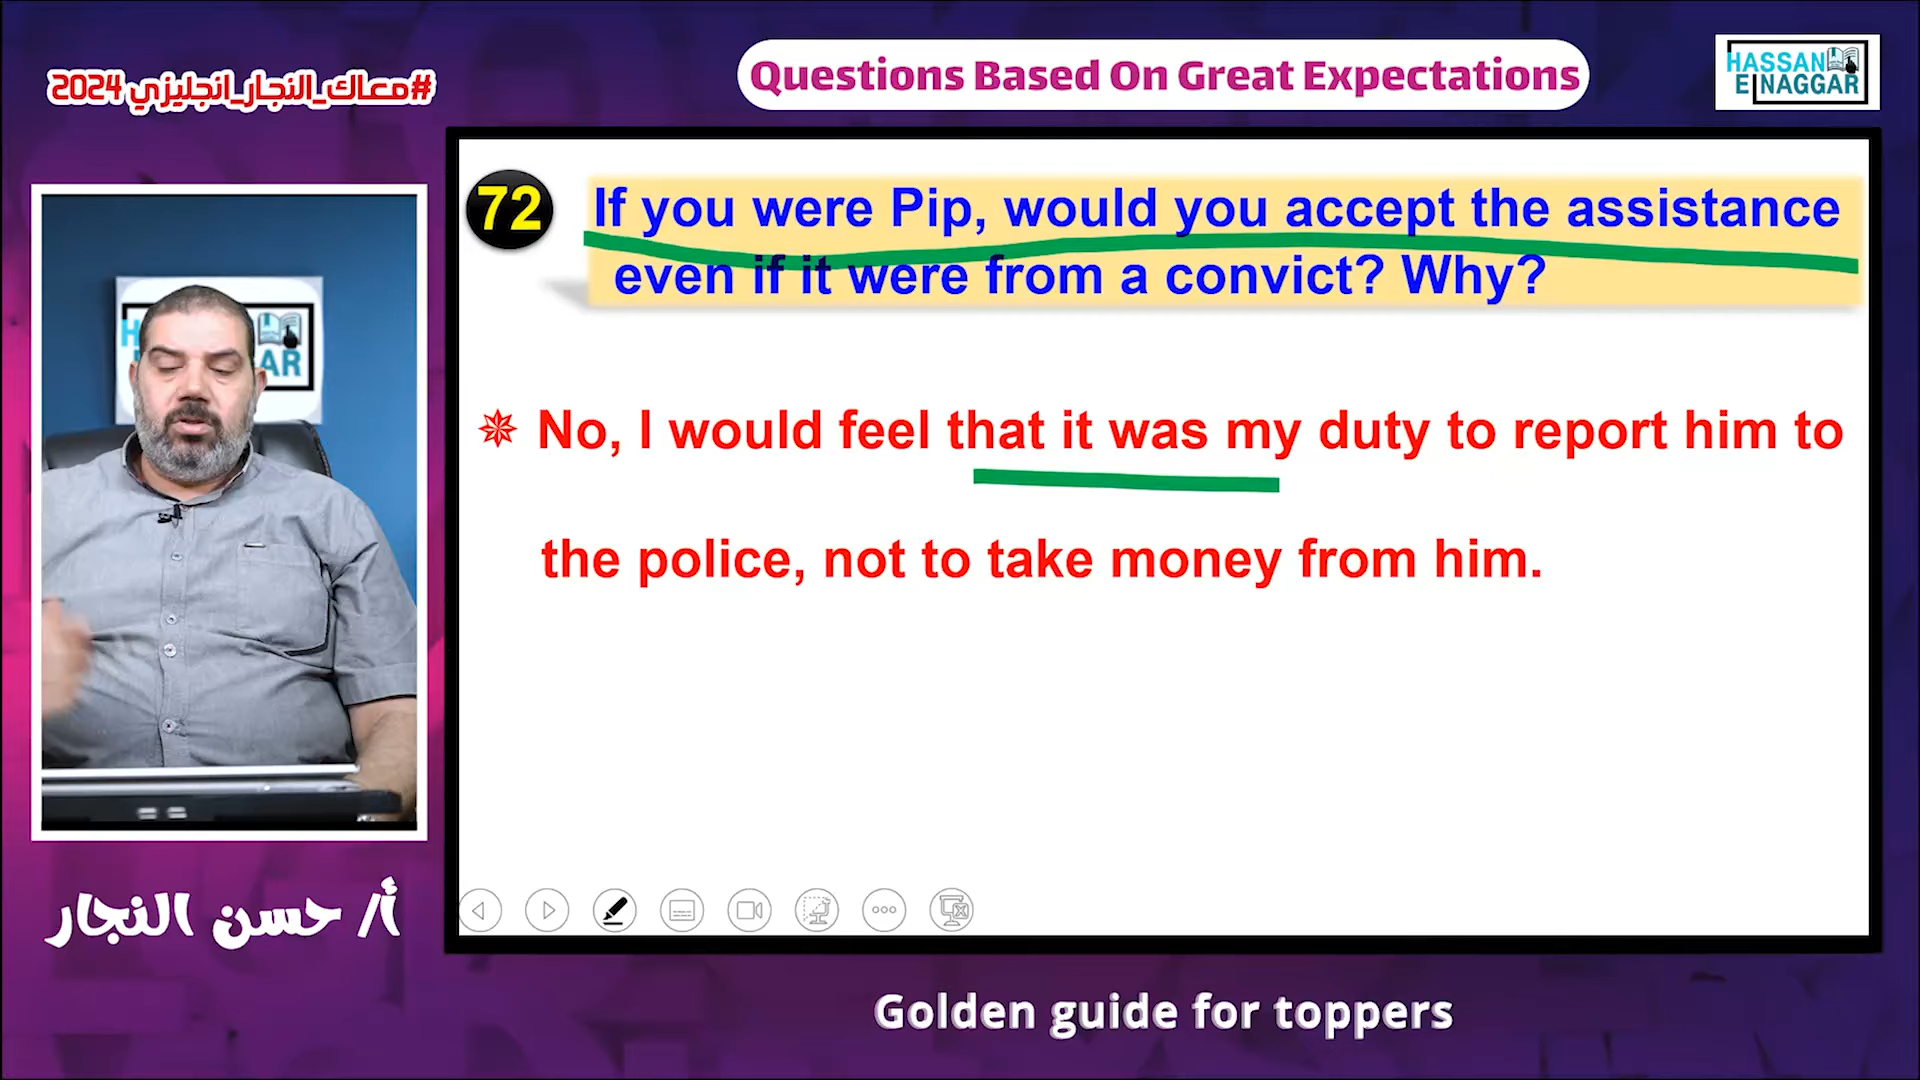 #معاك_النجار_انجليزي 2024
Questions Based On Great Expectations
HASSAN
ELNAGGAR
72
If you were Pip, would you accept the assistance
even if it were from a convict? Why?
No, I would feel that it was my duty to report him to
the police, not to take money from him.
أ/ حسن النجار
Golden guide for toppers